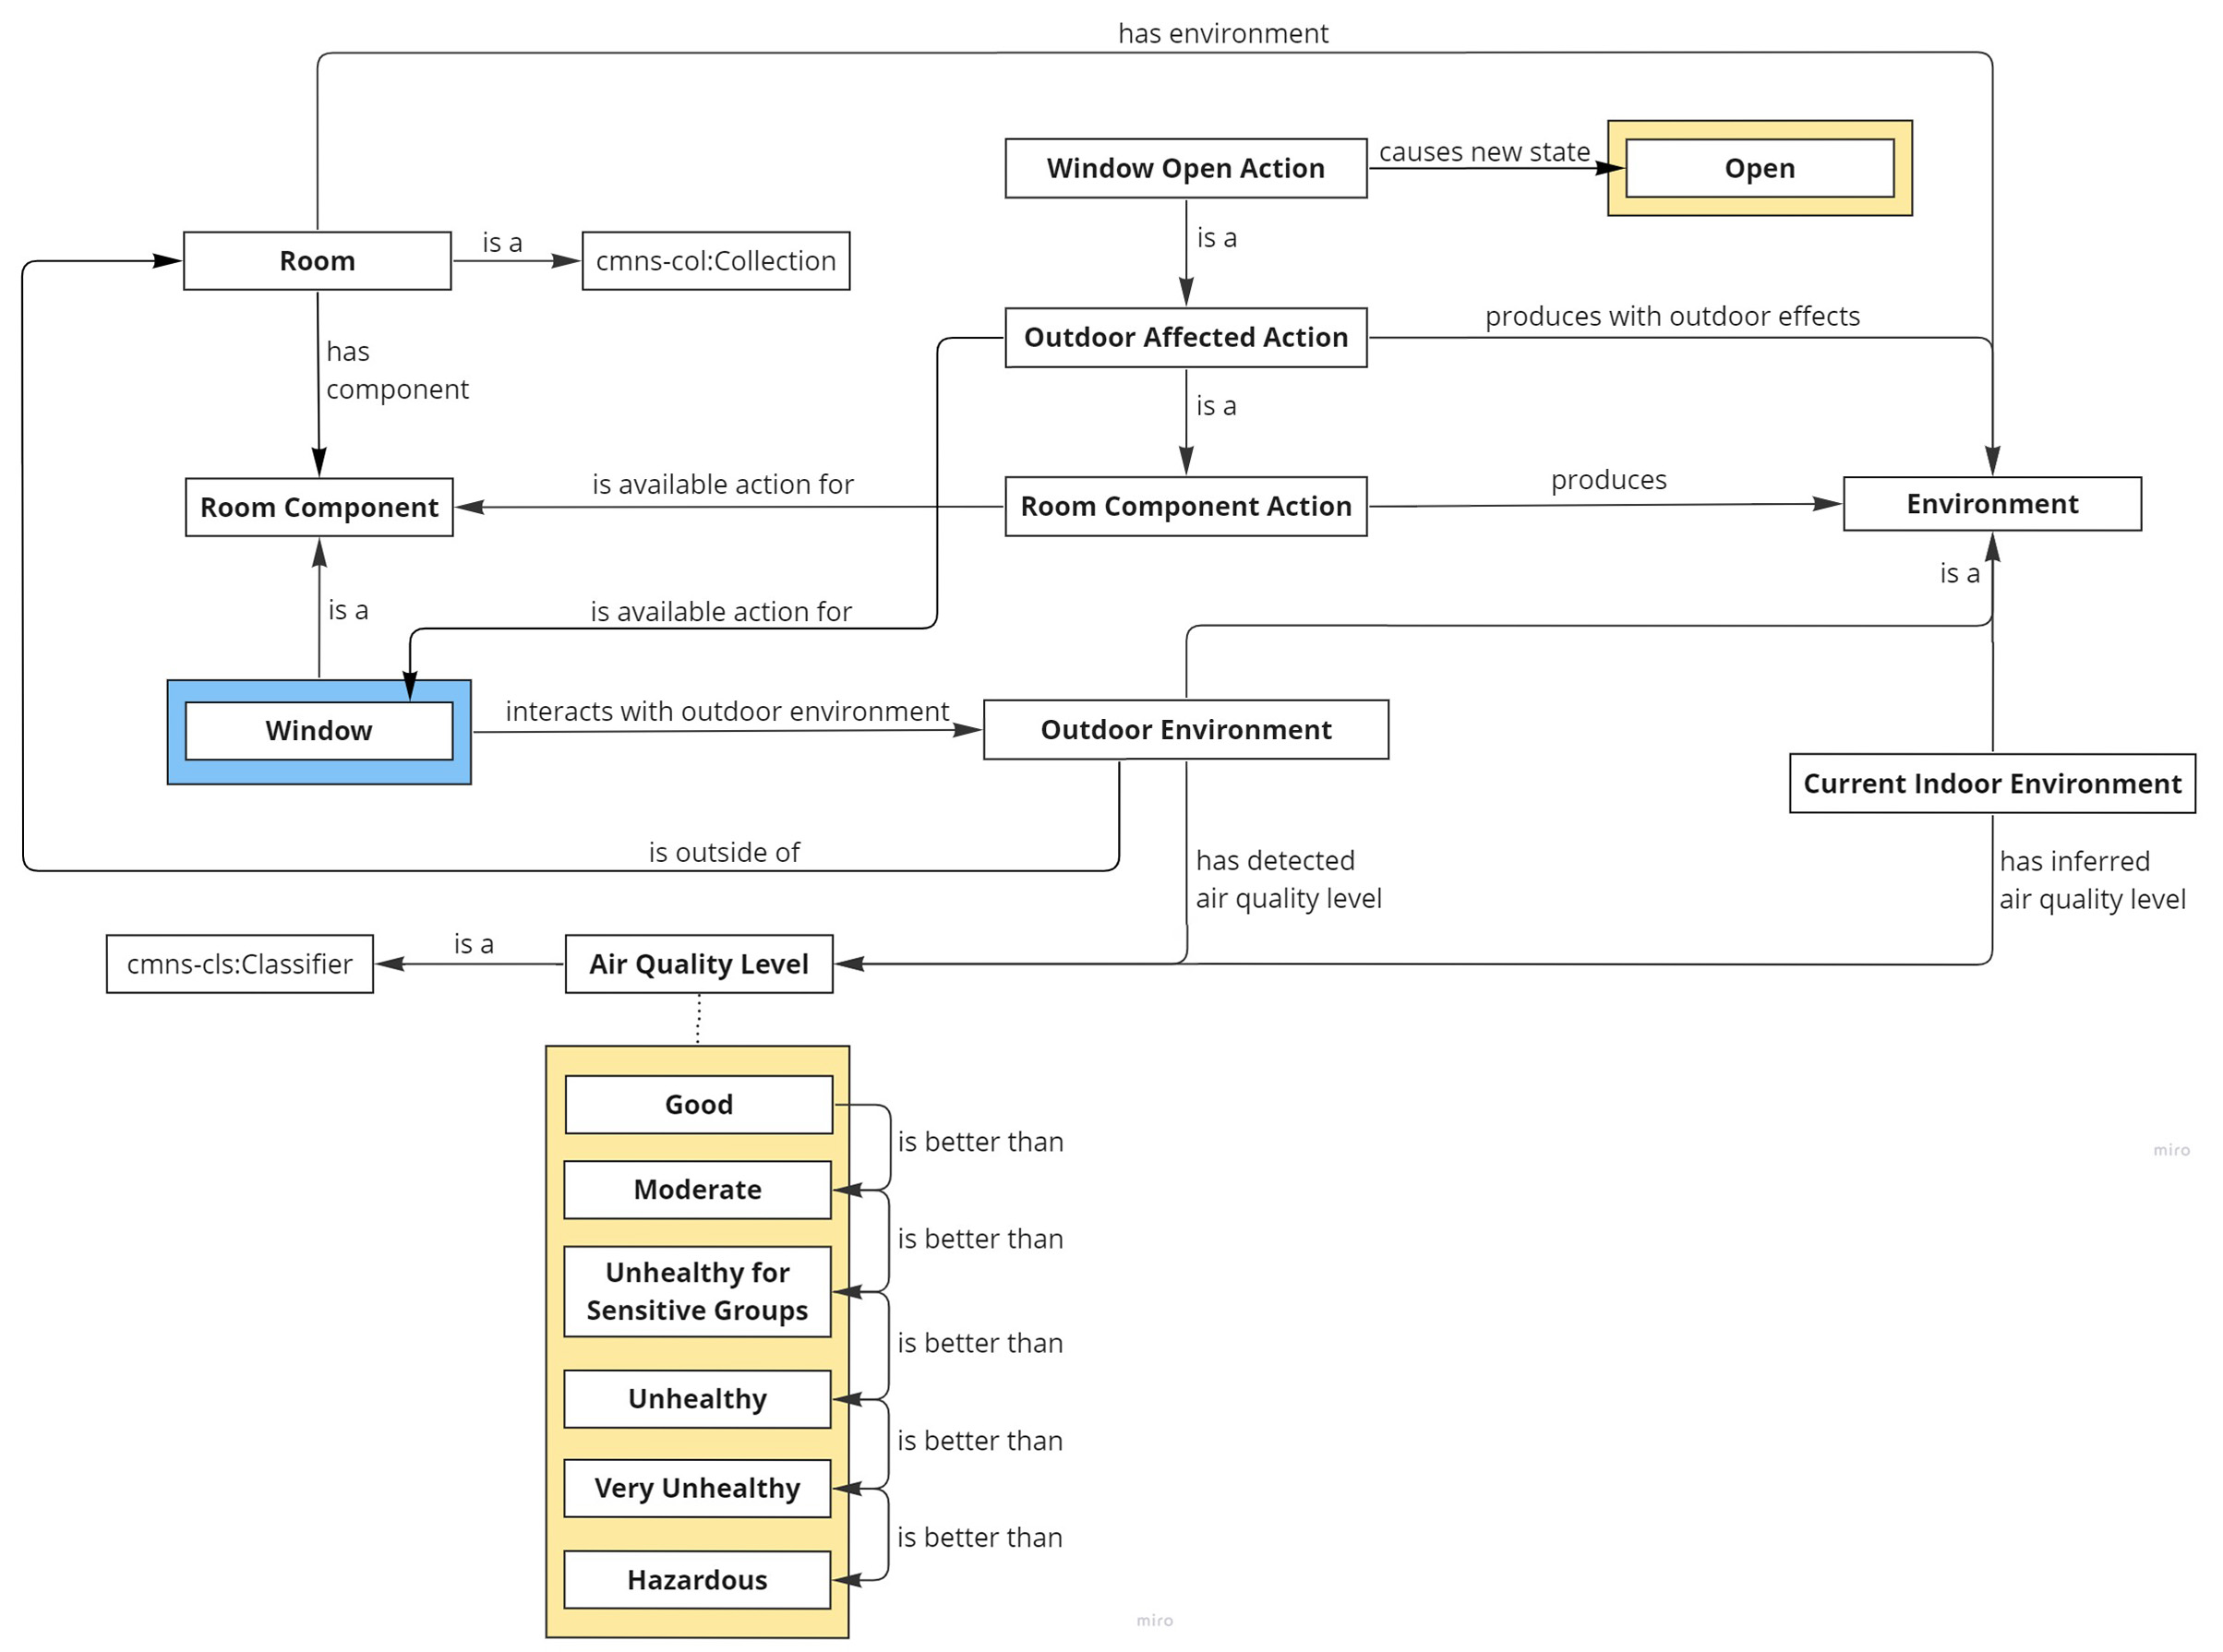 has environment
Window Open Action
causes new state
Open
is a
Room
is a
cmns-col:Collection
has
component
Outdoor Affected Action
produces with outdoor effects
is a
Room Component
is available action for
Room Component Action
produces
Environment
is a
is a
is available action for
Window
interacts with outdoor environment
Outdoor Environment
Current Indoor Environment
is outside of
has detected
air quality level
has inferred
air quality level
cmns-cls:Classifier
is a
Air Quality Level
Good
is better than
Moderate
is better than
Unhealthy for
Sensitive Groups
is better than
Unhealthy
is better than
Very Unhealthy
is better than
Hazardous
miro
miro